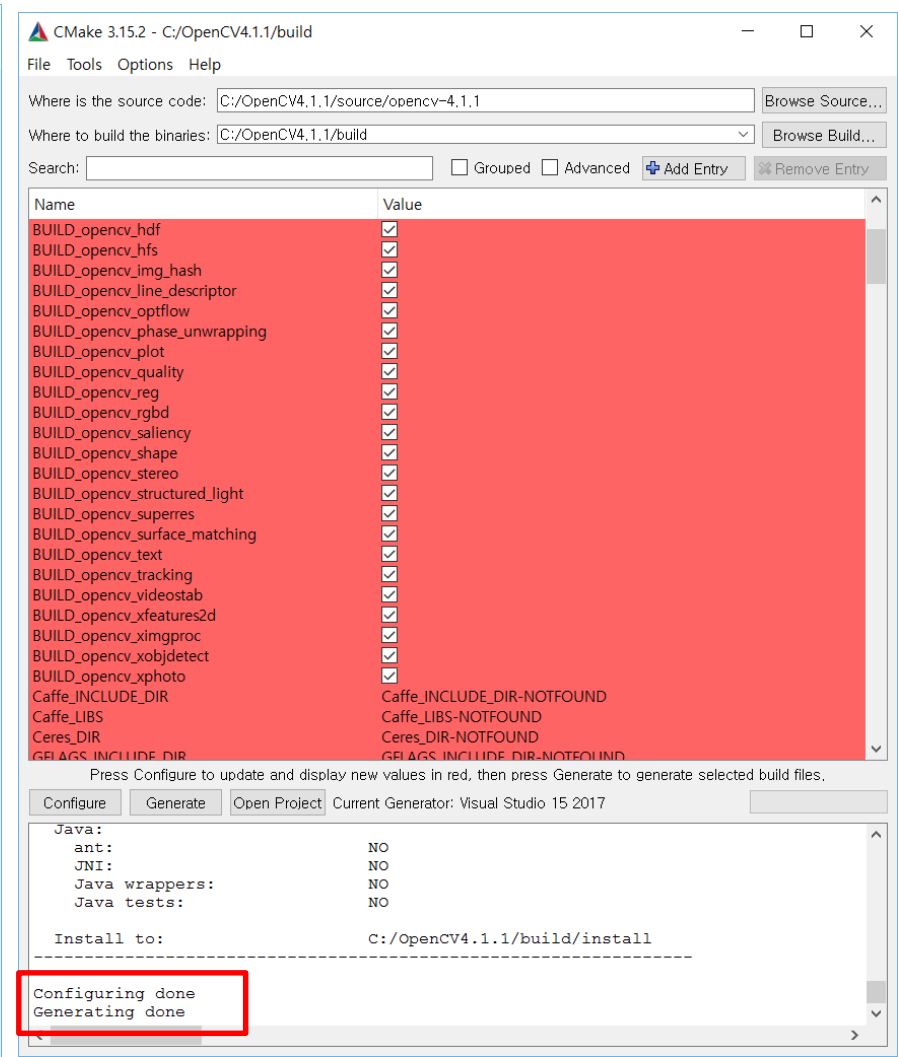 CMake 3.15.2 - C:/OpenCV4.1.1/build
File Tools Options Help
Where is the source code: C:/OpenCV4.1.1/source/opencv-4.1.1 Browse Source...
Where to build the binaries: C:/OpenCV4.1.1/build Browse Build...
Search: Grouped Advanced Add Entry Remove Entry
Name Value
BUILD_opencv_hdf
BUILD_opencv_hfs
BUILD_opencv_img_hash
BUILD_opencv_line_descriptor
BUILD_opencv_optflow
BUILD_opencv_phase_unwrapping
BUILD_opencv_plot
BUILD_opencv_quality
BUILD_opencv_reg
BUILD_opencv_rgbd
BUILD_opencv_saliency
BUILD_opencv_shape
BUILD_opencv_stereo
BUILD_opencv_structured_light
BUILD_opencv_superres
BUILD_opencv_surface_matching
BUILD_opencv_text
BUILD_opencv_tracking
BUILD_opencv_videostab
BUILD_opencv_xfeatures2d
BUILD_opencv_ximgproc
BUILD_opencv_xobjdetect
BUILD_opencv_xphoto
Caffe_INCLUDE_DIR Caffe_INCLUDE_DIR-NOTFOUND
Caffe_LIBS Caffe_LIBS-NOTFOUND
Ceres_DIR Ceres_DIR-NOTFOUND
GFLAGS_INCLUDE_DIR GFLAGS_INCLUDE_DIR-NOTFOUND
Press Configure to update and display new values in red, then press Generate to generate selected build files.
Configure Generate Open Project Current Generator: Visual Studio 15 2017
Java:
ant: NO
JNI: NO
Java wrappers: NO
Java tests: NO
Install to: C:/OpenCV4.1.1/build/install
-----------------------------------------------------------------
Configuring done
Generating done